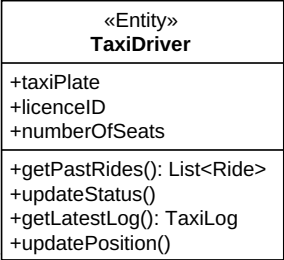 «Entity»
TaxiDriver
+taxiPlate
+licenceID
+numberOfSeats
+getPastRides(): List<Ride>
+updateStatus()
+getLatestLog(): TaxiLog
+updatePosition()